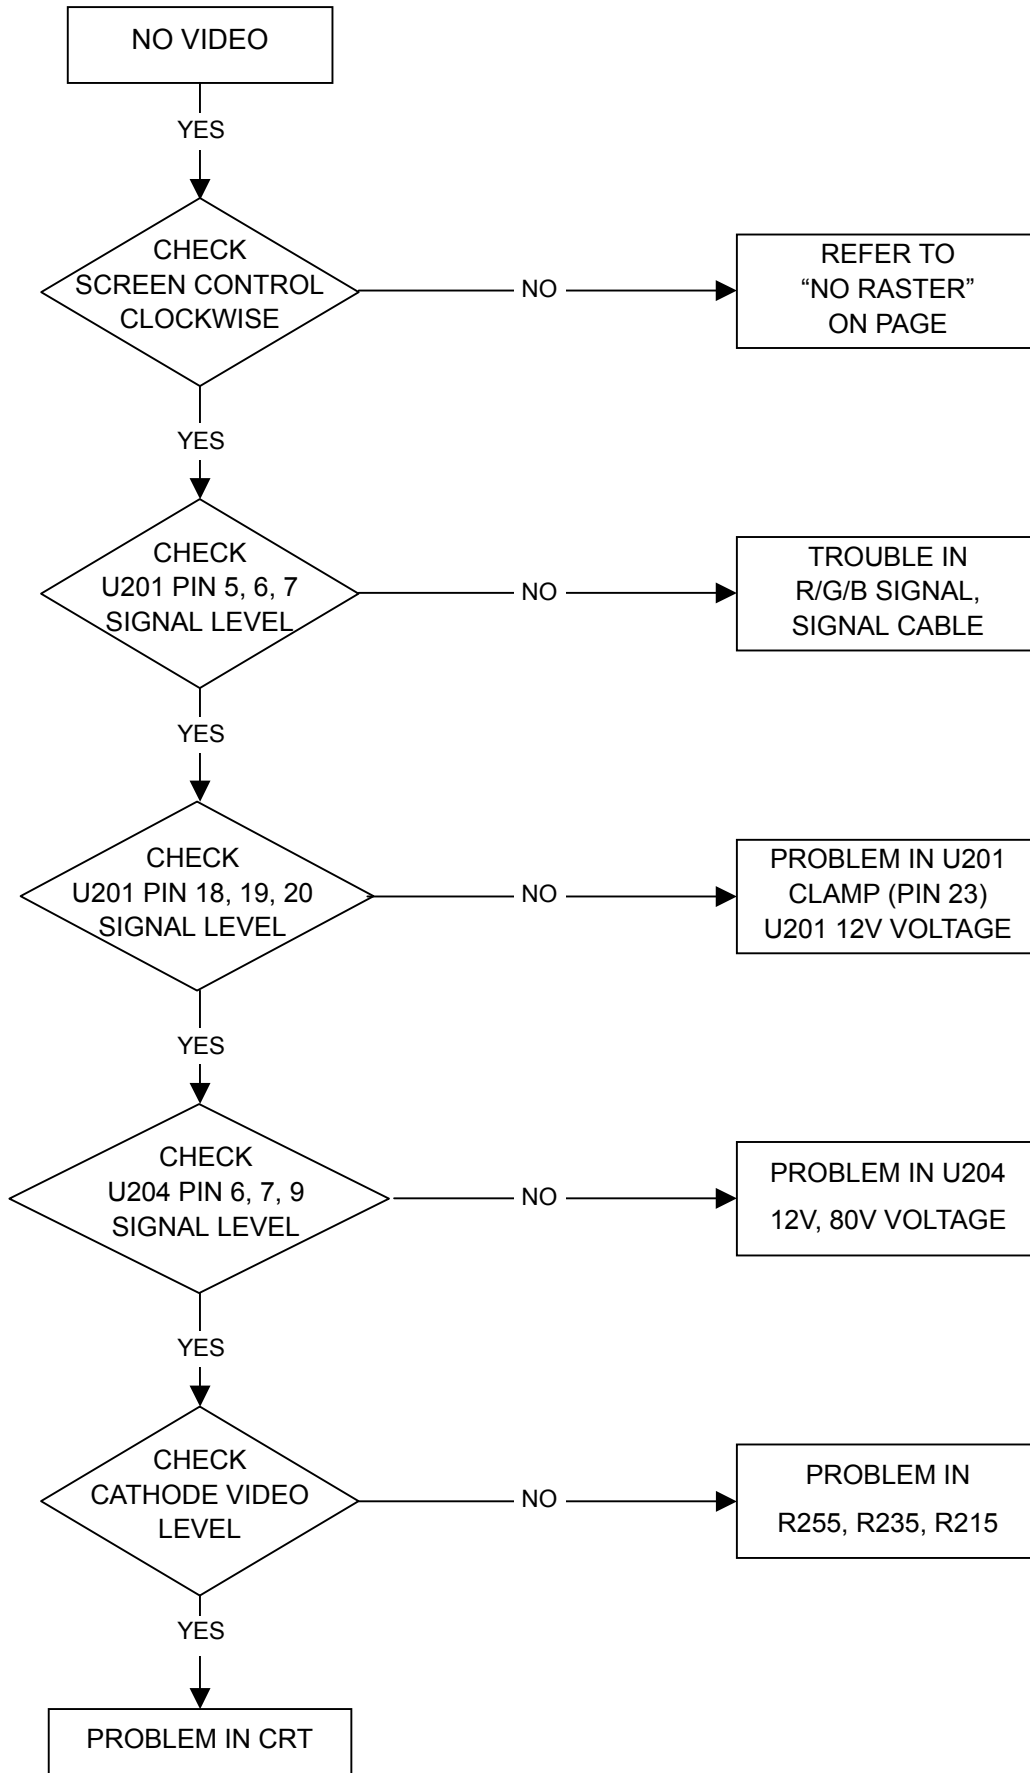 NO VIDEO
YES
CHECK
SCREEN CONTROL
CLOCKWISE
NO
REFER TO
“NO RASTER”
ON PAGE
YES
CHECK
U201 PIN 5, 6, 7
SIGNAL LEVEL
NO
TROUBLE IN
R/G/B SIGNAL,
SIGNAL CABLE
YES
CHECK
U201 PIN 18, 19, 20
SIGNAL LEVEL
NO
PROBLEM IN U201
CLAMP (PIN 23)
U201 12V VOLTAGE
YES
CHECK
U204 PIN 6, 7, 9
SIGNAL LEVEL
NO
PROBLEM IN U204
12V, 80V VOLTAGE
YES
CHECK
CATHODE VIDEO
LEVEL
NO
PROBLEM IN
R255, R235, R215
YES
PROBLEM IN CRT